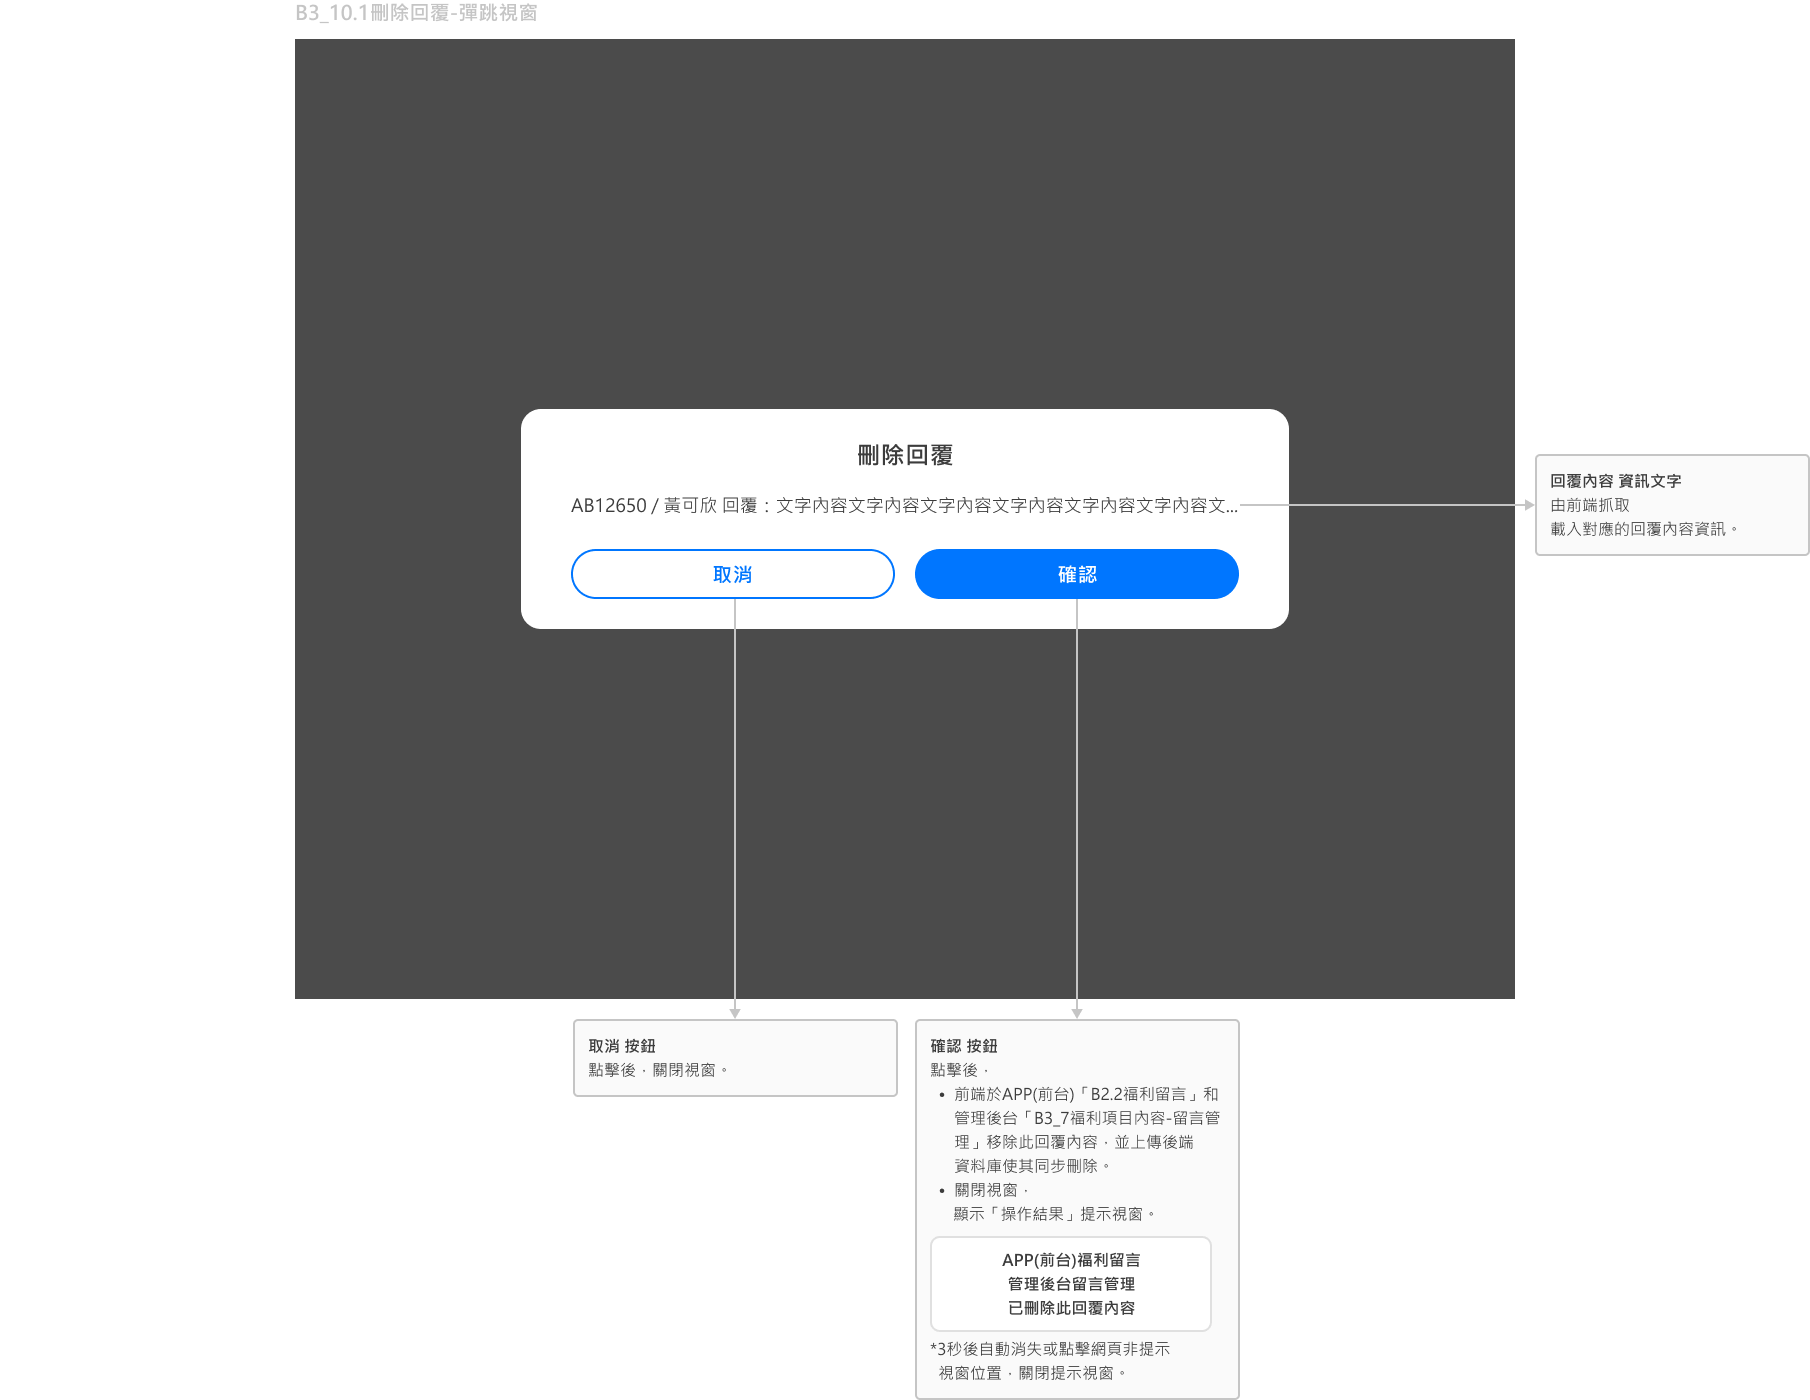 B3_10.1刪除回覆-彈跳視窗
刪除回覆
AB12650 / 黃可欣 回覆：文字內容文字內容文字內容文字內容文字內容文字內容文...
取消
確認
回覆內容 資訊文字
由前端抓取
載入對應的回覆內容資訊。
取消 按鈕
點擊後，關閉視窗。
確認 按鈕
點擊後，
• 前端於APP(前台)「B2.2福利留言」和
管理後台「B3_7福利項目內容-留言管
理」移除此回覆內容，並上傳後端
資料庫使其同步刪除。
• 關閉視窗，
顯示「操作結果」提示視窗。
APP(前台)福利留言
管理後台留言管理
已刪除此回覆內容
*3秒後自動消失或點擊網頁非提示
視窗位置，關閉提示視窗。